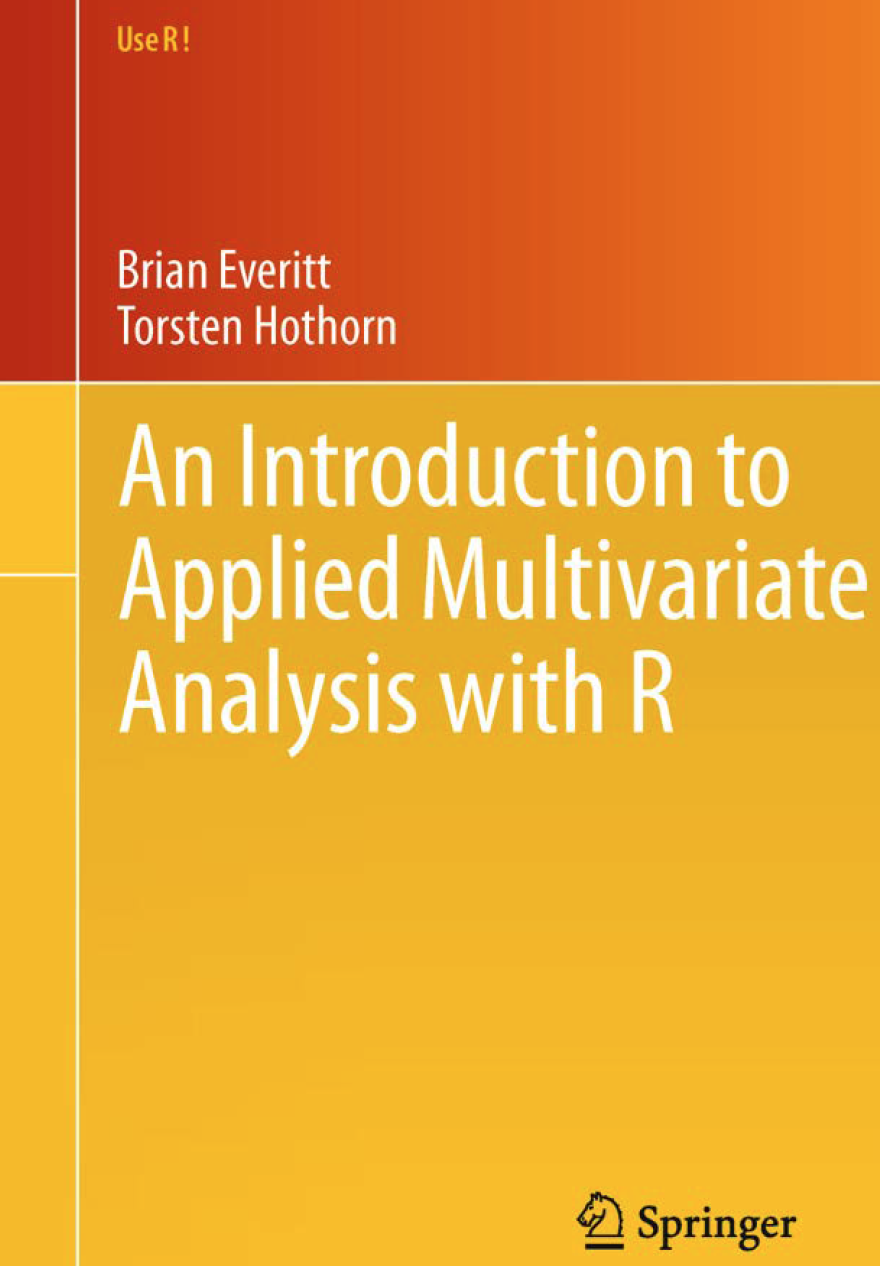 Use R!
Brian Everitt
Torsten Hothorn
An Introduction to
Applied Multivariate
Analysis with R
Springer